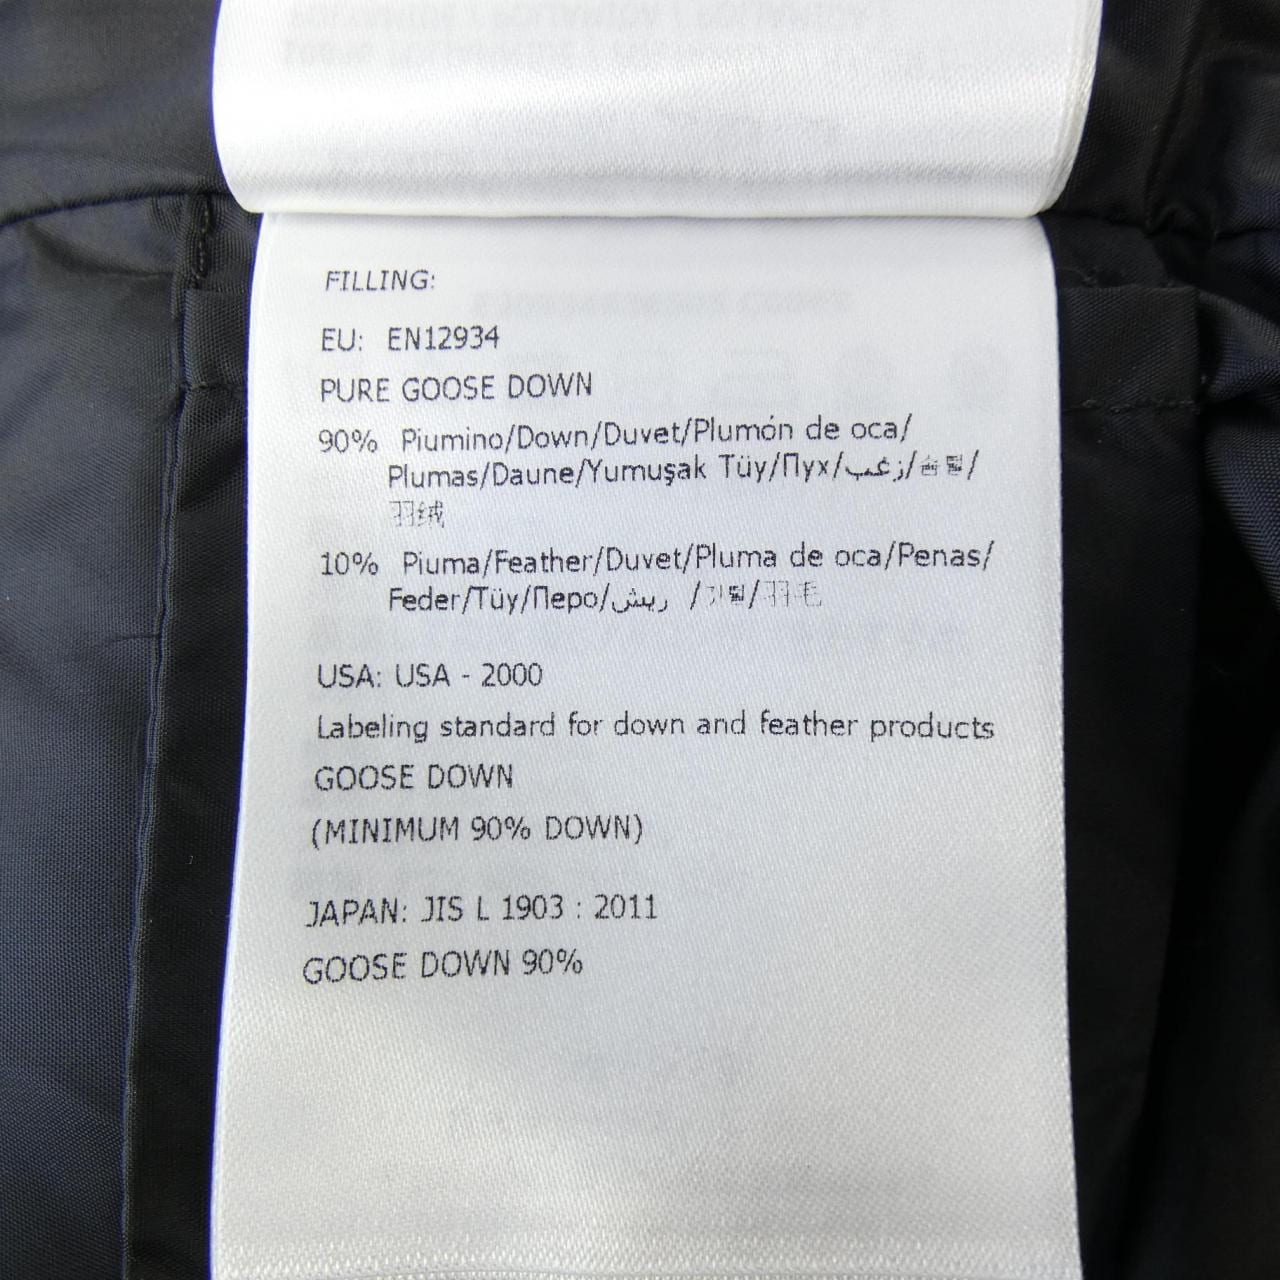 FILLING:
EU: EN12934
PURE GOOSE DOWN
90% Piumino/Down/Duvet/Plumón de oca/
Plumas/Daune/Yumuşak Tüy/Пух/زغب/솜털/
羽绒
10% Piuma/Feather/Duvet/Pluma de oca/Penas/
Feder/Tüy/Перо/ريش /깃털/羽毛
USA: USA - 2000
Labeling standard for down and feather products
GOOSE DOWN
(MINIMUM 90% DOWN)
JAPAN: JIS L 1903 : 2011
GOOSE DOWN 90%